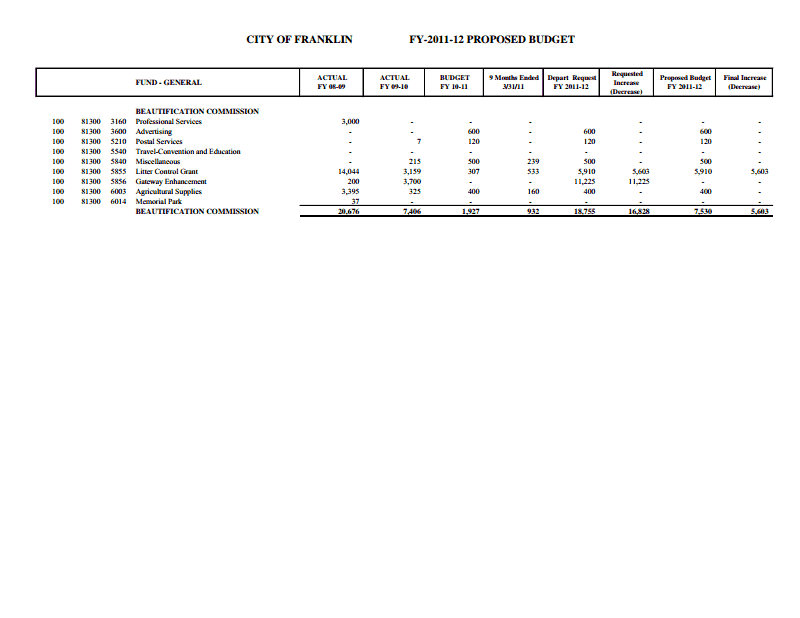 CITY OF FRANKLIN FY-2011-12 PROPOSED BUDGET
FUND - GENERAL ACTUAL FY 08-09 ACTUAL FY 09-10 BUDGET FY 10-11 9 Months Ended 3/31/11 Depart Request FY 2011-12 Requested Increase (Decrease) Proposed Budget FY 2011-12 Final Increase (Decrease)
BEAUTIFICATION COMMISSION
100 81300 3160 Professional Services 3,000 - - - - - - -
100 81300 3600 Advertising - - 600 - 600 - 600 -
100 81300 5210 Postal Services - 7 120 - 120 - 120 -
100 81300 5540 Travel-Convention and Education - - - - - - - -
100 81300 5840 Miscellaneous - 215 500 239 500 - 500 -
100 81300 5855 Litter Control Grant 14,044 3,159 307 533 5,910 5,603 5,910 5,603
100 81300 5856 Gateway Enhancement 200 3,700 - - 11,225 11,225 - -
100 81300 6003 Agricultural Supplies 3,395 325 400 160 400 - 400 -
100 81300 6014 Memorial Park 37 - - - - - - -
BEAUTIFICATION COMMISSION 20,676 7,406 1,927 932 18,755 16,828 7,530 5,603